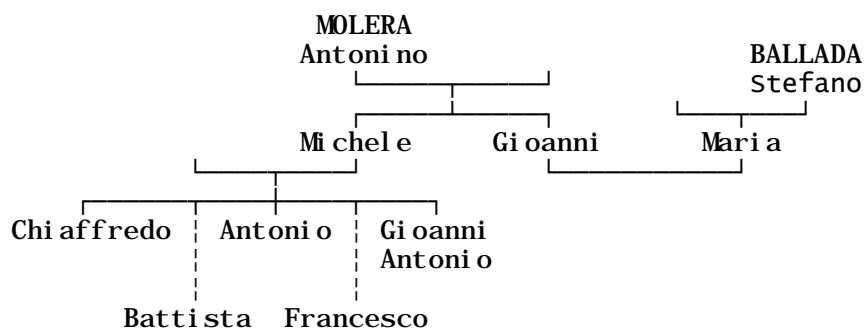 MOLERA
Antonino BALLADA
Stefano
Michele Gioanni Maria
Chiaffredo Antonio Gioanni
Antonio
Battista Francesco